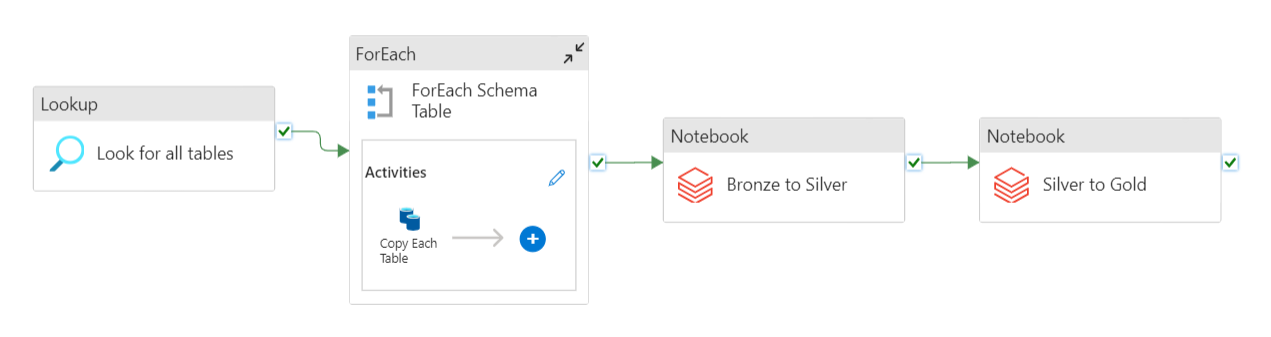 Lookup
Look for all tables
ForEach
ForEach Schema
Table
Activities
Copy Each
Table
Notebook
Bronze to Silver
Notebook
Silver to Gold